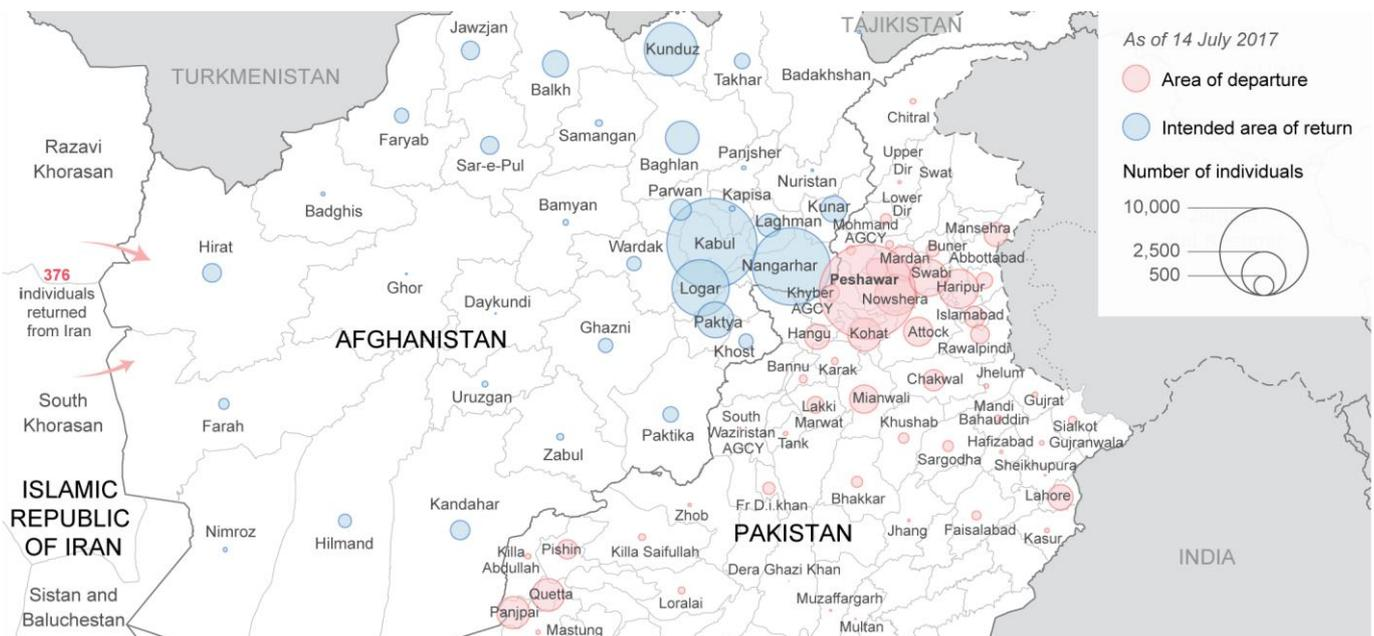 Jawzjan
TAJIKISTAN
As of 14 July 2017
Kunduz
TURKMENISTAN
Takhar
Badakhshan
Area of departure
Balkh
Chitral
Faryab
Samangan
Intended area of return
Razavi
Khorasan
Sar-e-Pul
Baghlan
Panjsher
Upper
Dir
Swat
Number of individuals
Nuristan
Parwan
Kapisa
Lower
Dir
10,000
Badghis
Bamyan
Laghman
Kunar
Mohmand
AGCY
Mansehra
Hirat
Wardak
Kabul
Buner
2,500
376
individuals
returned
from Iran
Nangarhar
Mardan
Abbottabad
Swabi
500
Ghor
Logar
Khyber
AGCY
Peshawar
Haripur
Nowshera
Daykundi
Islamabad
AFGHANISTAN
Ghazni
Paktya
Hangu
Kohat
Attock
Rawalpindi
Khost
Bannu
Karak
Jhelum
South
Khorasan
Uruzgan
Chakwal
Farah
Mianwali
Gujrat
Lakki
Marwat
Mandi
Bahauddin
South
Waziristan
AGCY
Khushab
Sialkot
Paktika
Tank
Hafizabad
Gujranwala
Zabul
Sargodha
Sheikhupura
ISLAMIC
REPUBLIC
OF IRAN
Kandahar
Fr D.i.khan
Bhakkar
Lahore
Zhob
Nimroz
Hilmand
PAKISTAN
Jhang
Faisalabad
Kasur
Killa
Abdullah
Pishin
Killa Saifullah
INDIA
Dera Ghazi Khan
Sistan and
Baluchestan
Quetta
Loralai
Muzaffargarh
Panjpai
Mastung
Multan